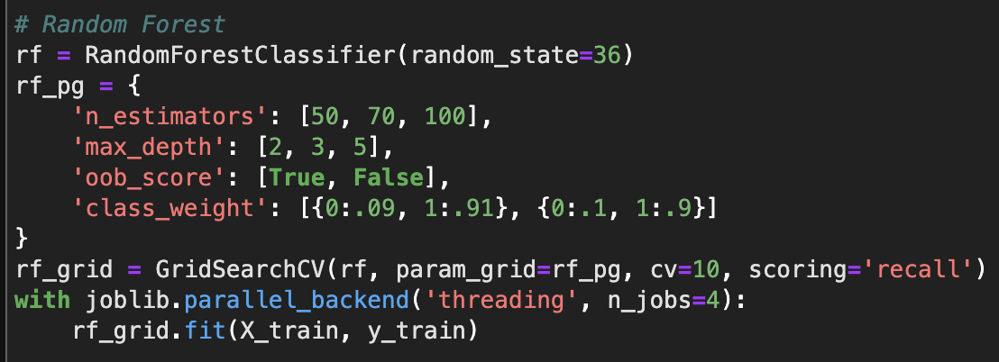 # Random Forest
rf = RandomForestClassifier(random_state=36)
rf_pg = {
    'n_estimators': [50, 70, 100],
    'max_depth': [2, 3, 5],
    'oob_score': [True, False],
    'class_weight': [{0:.09, 1:.91}, {0:.1, 1:.9}]
}
rf_grid = GridSearchCV(rf, param_grid=rf_pg, cv=10, scoring='recall')
with joblib.parallel_backend('threading', n_jobs=4):
    rf_grid.fit(X_train, y_train)